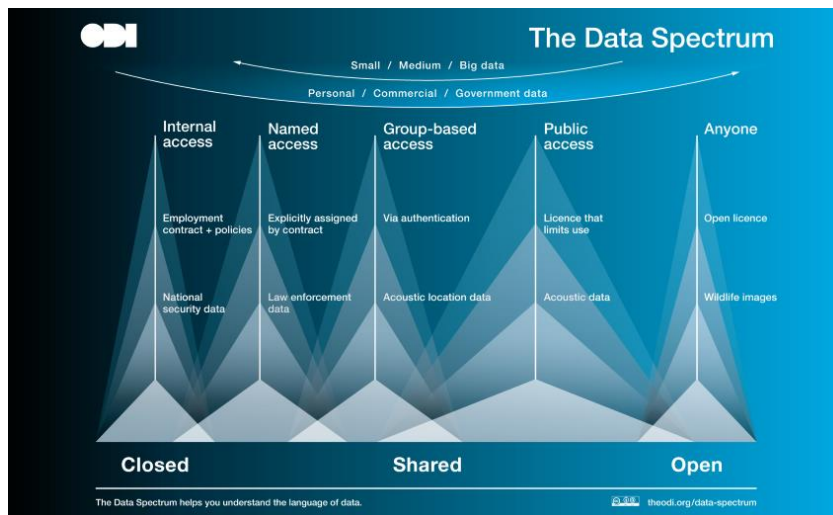 ODI
The Data Spectrum
Small / Medium / Big data
Personal / Commercial / Government data
Internal
access
Named
access
Group-based
access
Public
access
Anyone
Employment
contract + policies
Explicitly assigned
by contract
Via authentication
Licence that
limits use
Open licence
National
security data
Law enforcement
data
Acoustic location data
Acoustic data
Wildlife images
Closed
Shared
Open
The Data Spectrum helps you understand the language of data.
theodi.org/data-spectrum